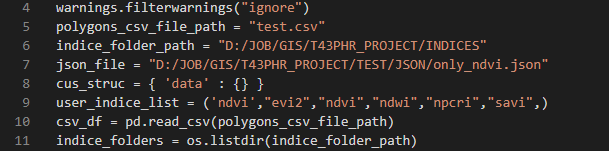 4 warnings.filterwarnings("ignore")
5 polygons_csv_file_path = "test.csv"
6 indice_folder_path = "D:/JOB/GIS/T43PHR_PROJECT/INDICES"
7 json_file = "D:/JOB/GIS/T43PHR_PROJECT/TEST/JSON/only_ndvi.json"
8 cus_struc = { 'data' : {} }
9 user_indice_list = ('ndvi',"evi2","ndvi","ndwi","npcri","savi",)
10 csv_df = pd.read_csv(polygons_csv_file_path)
11 indice_folders = os.listdir(indice_folder_path)